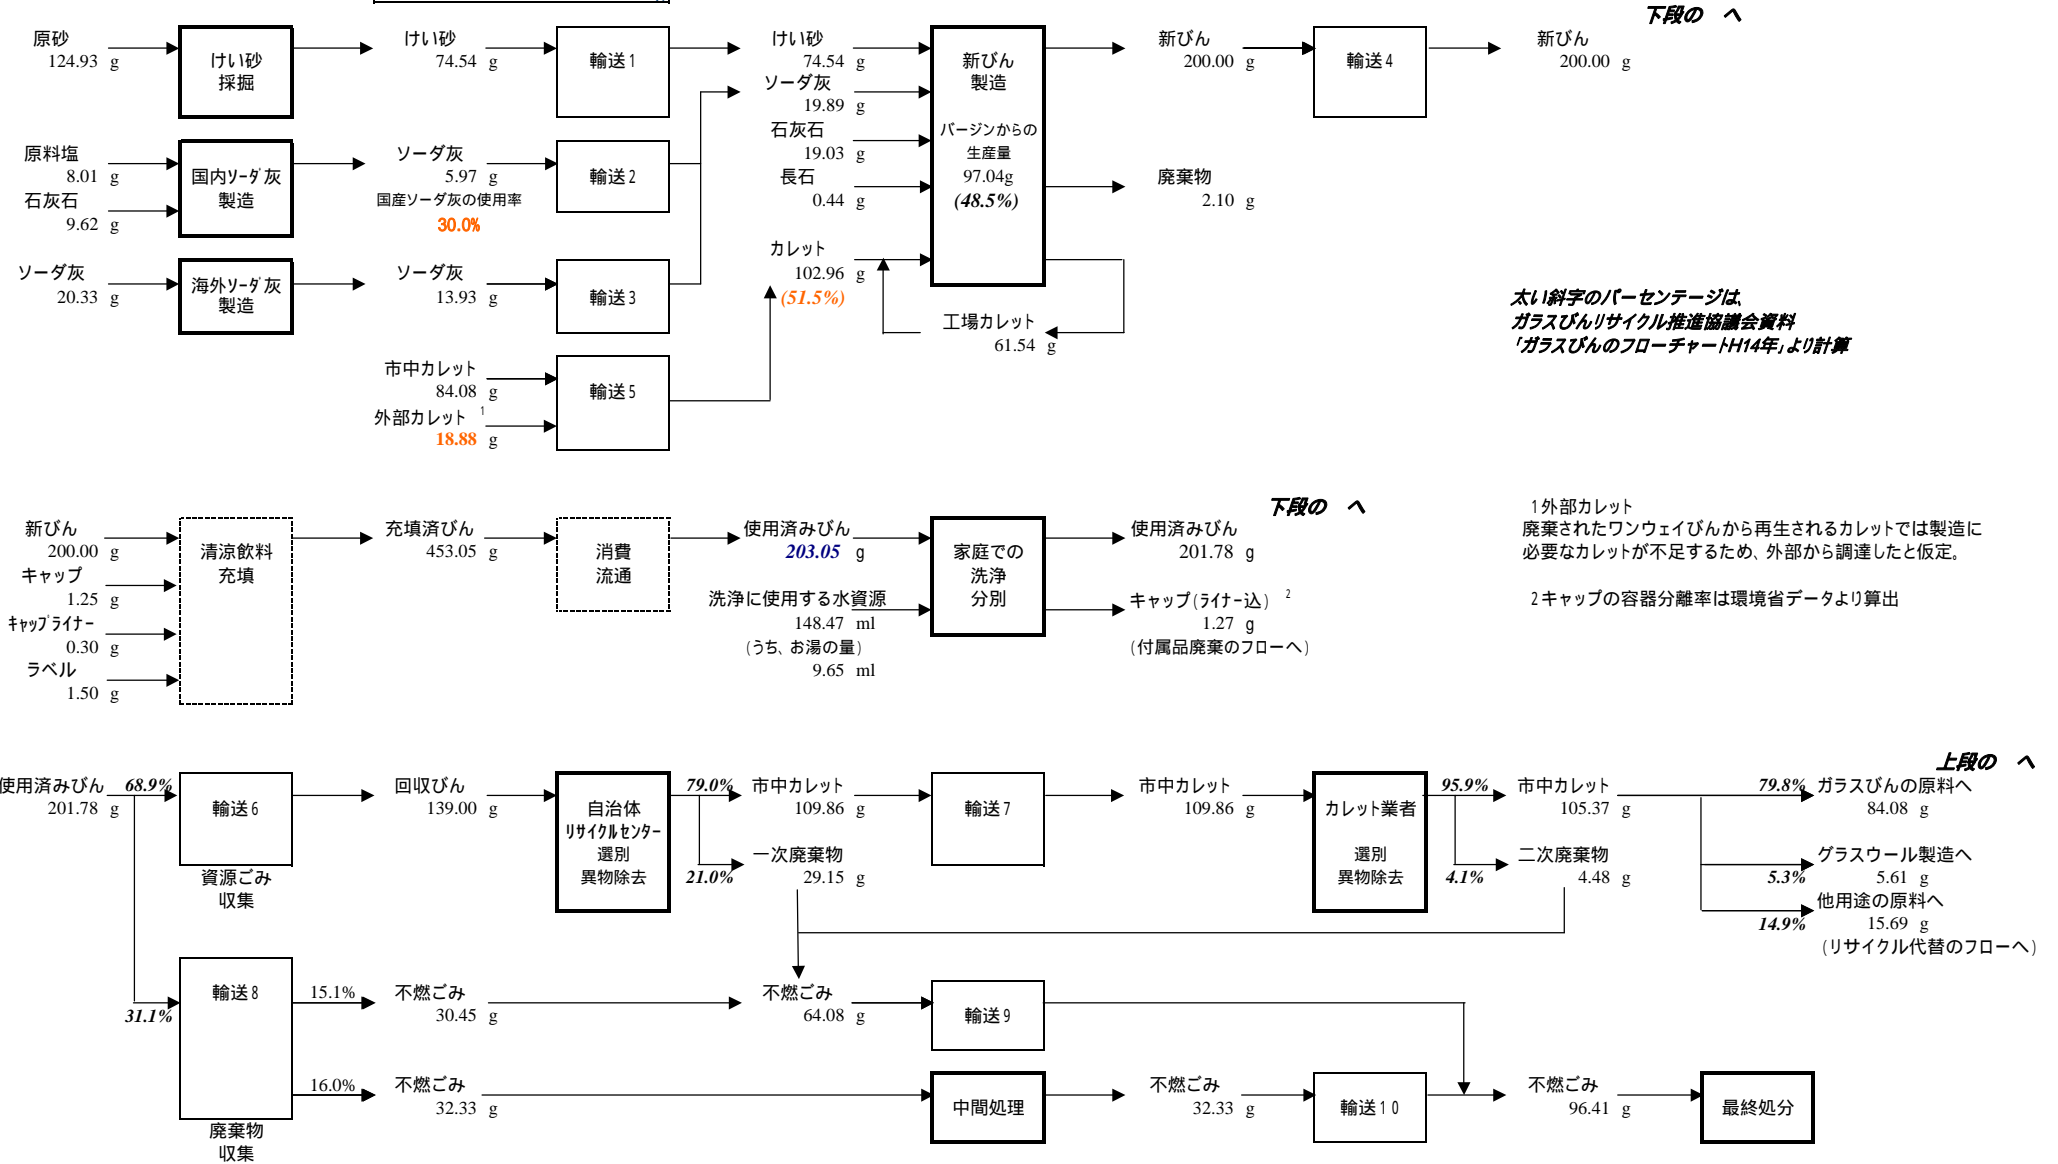 下段の へ
原砂
124.93 g
けい砂
採掘
けい砂
74.54 g
輸送1
けい砂
74.54 g
ソーダ灰
19.89 g
石灰石
19.03 g
長石
0.44 g
カレット
102.96 g
(51.5%)
新びん
製造
バージンからの
生産量
97.04g
(48.5%)
新びん
200.00 g
輸送4
新びん
200.00 g
原料塩
8.01 g
石灰石
9.62 g
国内ソーダ灰
製造
ソーダ灰
5.97 g
国産ソーダ灰の使用率
30.0%
輸送2
廃棄物
2.10 g
ソーダ灰
20.33 g
海外ソーダ灰
製造
ソーダ灰
13.93 g
輸送3
工場カレット
61.54 g
市中カレット
84.08 g
外部カレット 1
18.88 g
輸送5
太い斜字のパーセンテージは、
ガラスびんリサイクル推進協議会資料
「ガラスびんのフローチャートH14年」より計算
下段の へ
新びん
200.00 g
キャップ
1.25 g
キャップライナー
0.30 g
ラベル
1.50 g
清涼飲料
充填
充填済びん
453.05 g
消費
流通
使用済みびん
203.05 g
洗浄に使用する水資源
148.47 ml
(うち、お湯の量)
9.65 ml
家庭での
洗浄
分別
使用済みびん
201.78 g
キャップ(ライナー込) 2
1.27 g
(付属品廃棄のフローへ)
1外部カレット
廃棄されたワンウェイびんから再生されるカレットでは製造に
必要なカレットが不足するため、外部から調達したと仮定。
2キャップの容器分離率は環境省データより算出
上段の へ
使用済みびん 68.9%
201.78 g
輸送6
資源ごみ
収集
回収びん
139.00 g
自治体
リサイクルセンター
選別
異物除去
79.0%
市中カレット
109.86 g
21.0%
一次廃棄物
29.15 g
輸送7
市中カレット
109.86 g
カレット業者
選別
異物除去
95.9%
市中カレット
105.37 g
4.1%
二次廃棄物
4.48 g
79.8% ガラスびんの原料へ
84.08 g
グラスウール製造へ
5.3% 5.61 g
他用途の原料へ
14.9% 15.69 g
(リサイクル代替のフローへ)
31.1%
輸送8
廃棄物
収集
15.1% 不燃ごみ
30.45 g
不燃ごみ
64.08 g
輸送9
16.0% 不燃ごみ
32.33 g
中間処理
不燃ごみ
32.33 g
輸送10
不燃ごみ
96.41 g
最終処分